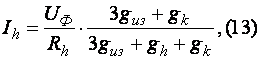 I_h = U_Ф / R_h · (3g_из + g_k) / (3g_из + g_h + g_k) , (13)